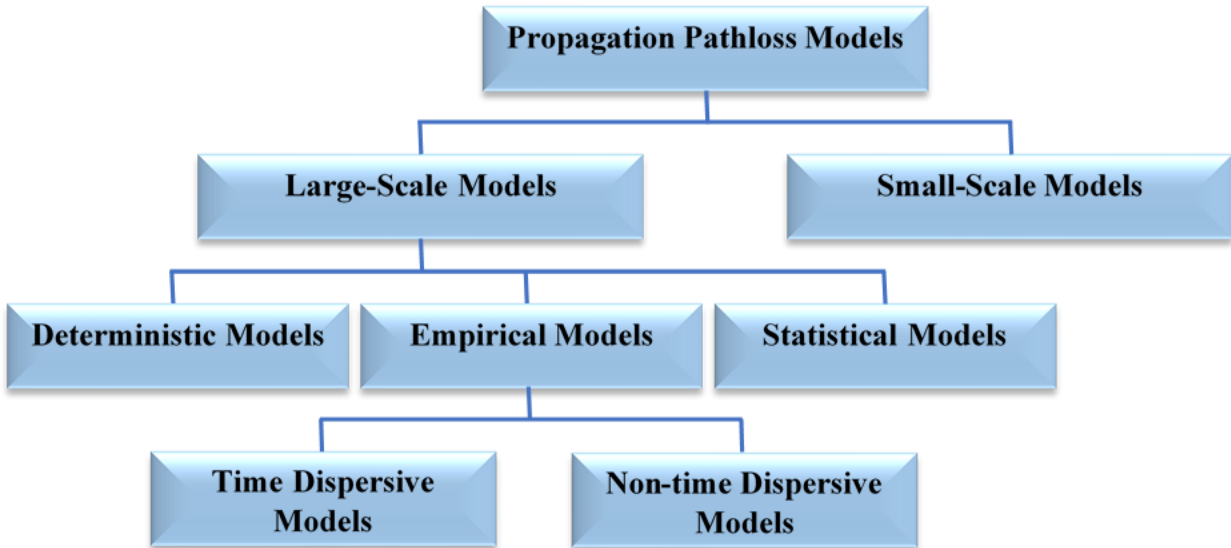 Propagation Pathloss Models
Large-Scale Models
Small-Scale Models
Deterministic Models
Empirical Models
Statistical Models
Time Dispersive
Models
Non-time Dispersive
Models